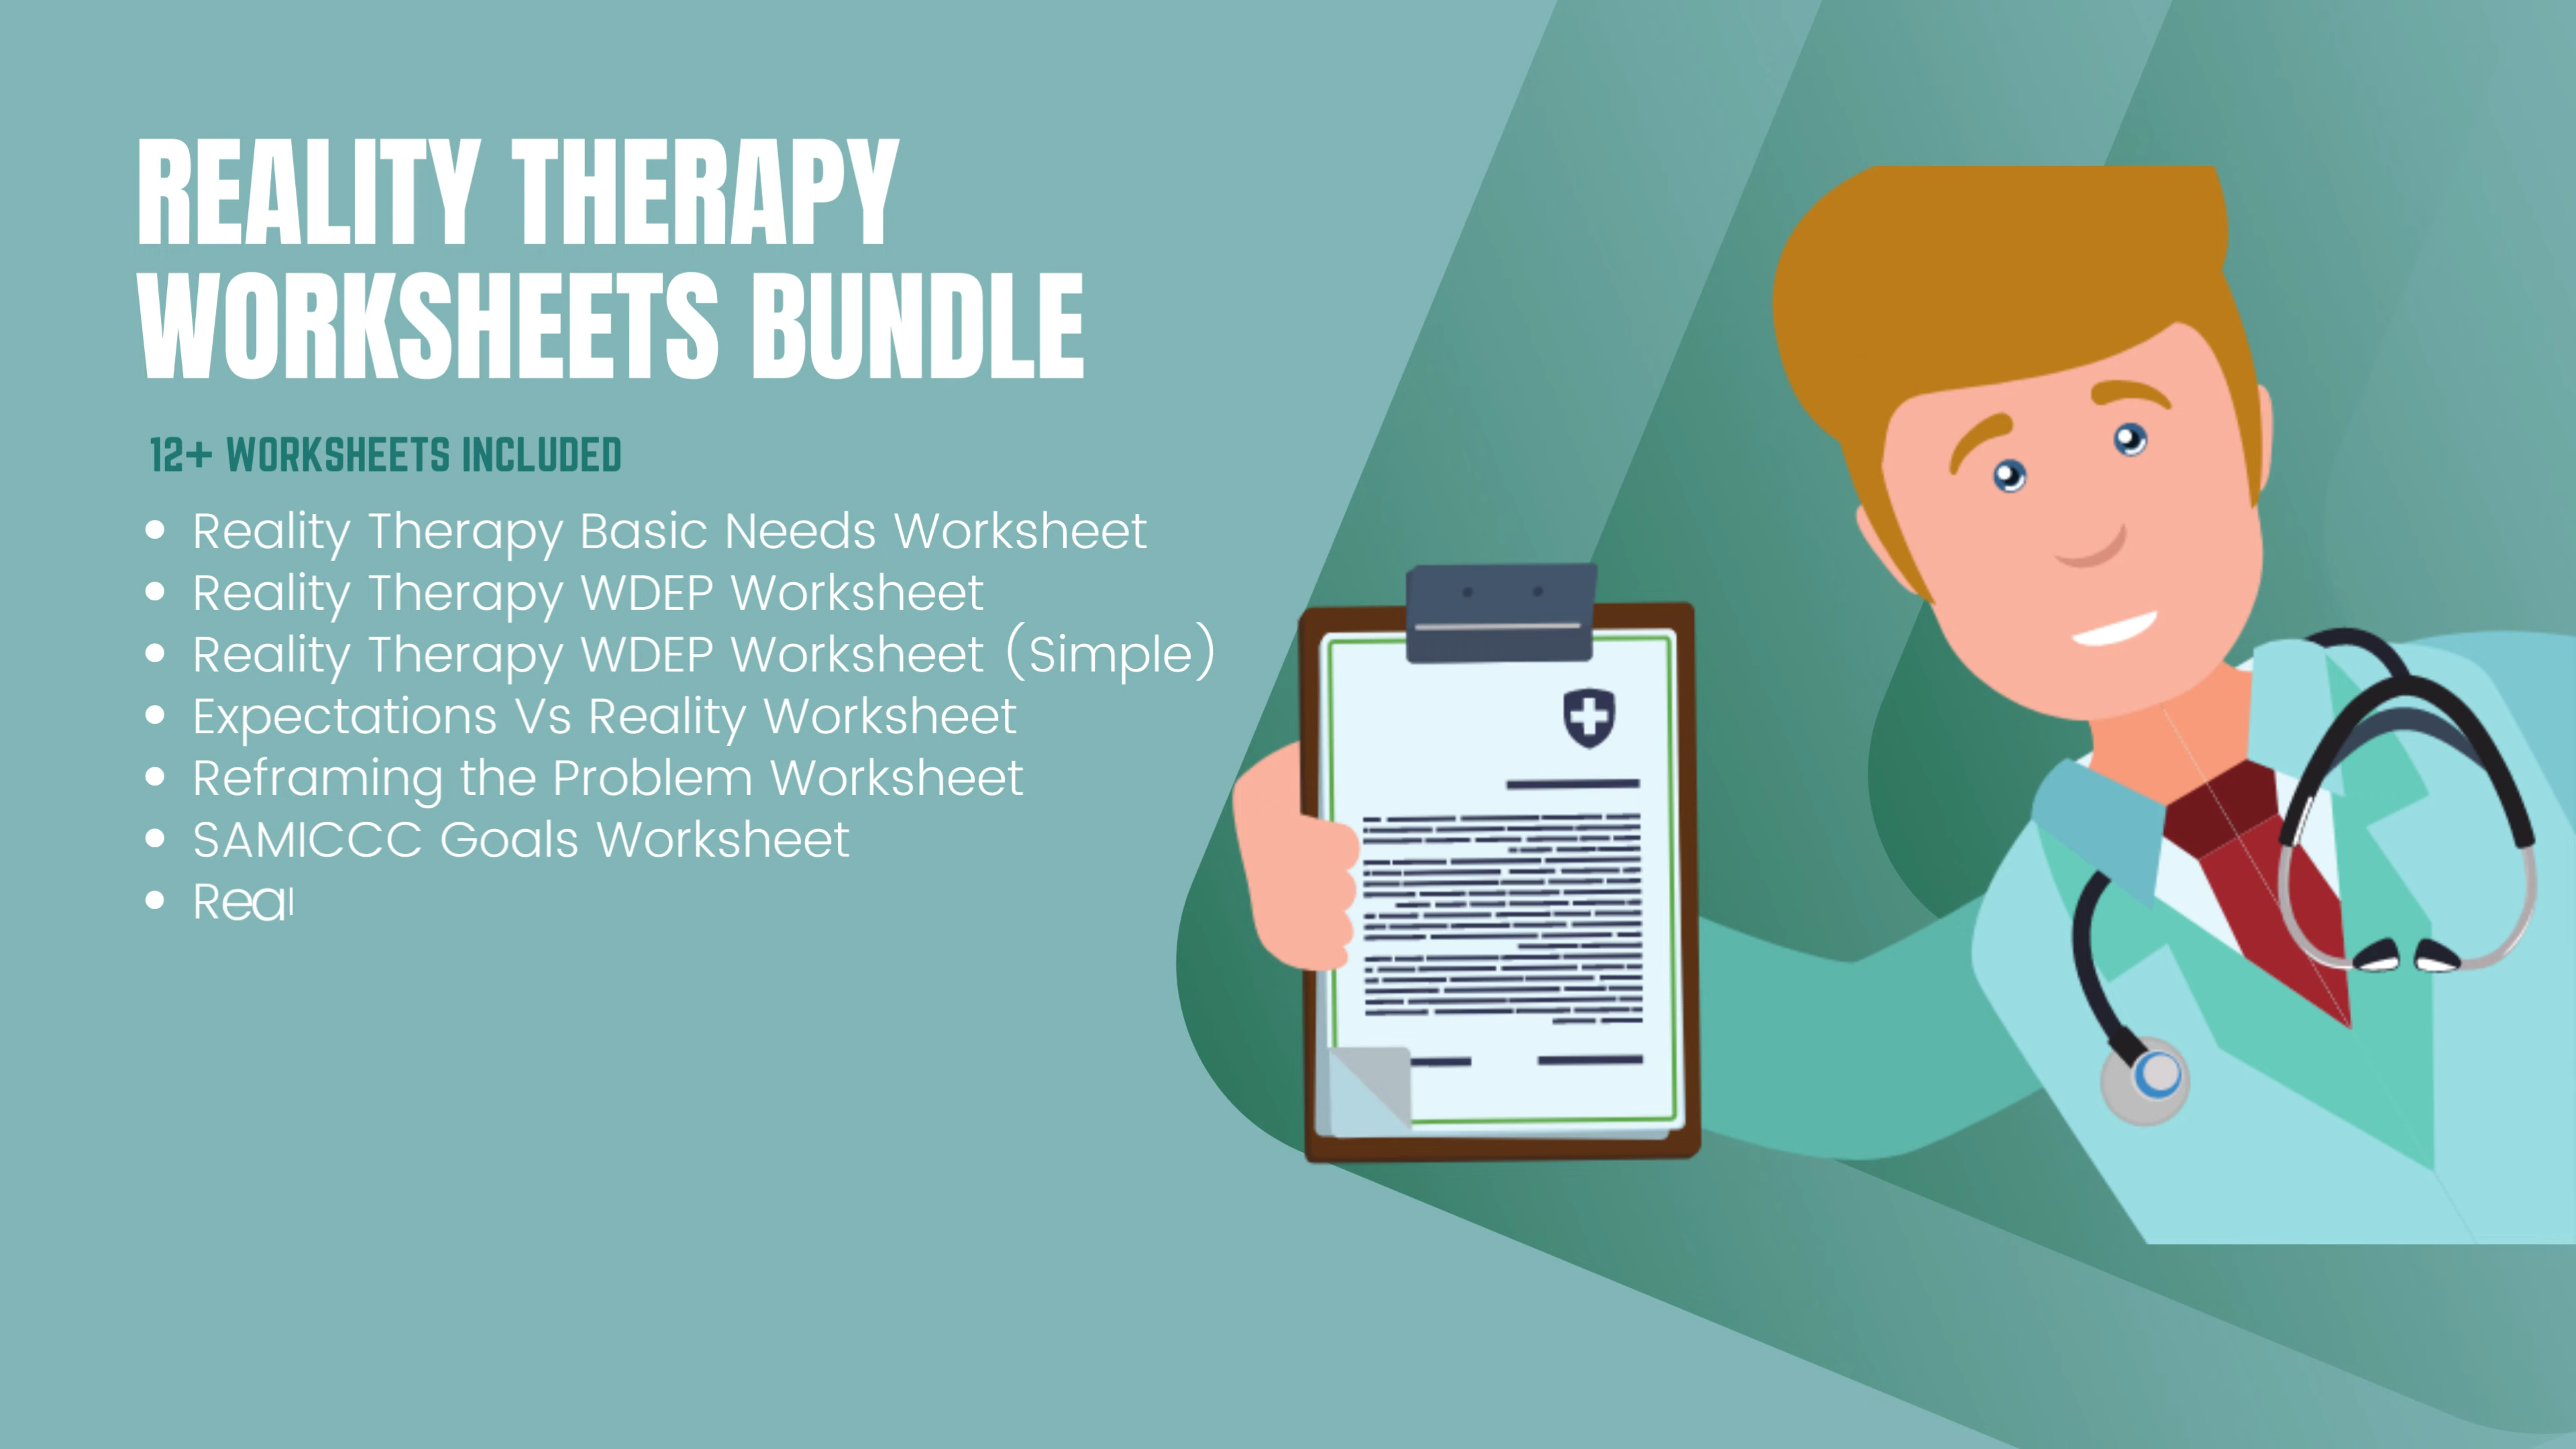 REALITY THERAPY
WORKSHEETS BUNDLE
12+ WORKSHEETS INCLUDED
• Reality Therapy Basic Needs Worksheet
• Reality Therapy WDEP Worksheet
• Reality Therapy WDEP Worksheet (Simple)
• Expectations Vs Reality Worksheet
• Reframing the Problem Worksheet
• SAMICCC Goals Worksheet
• Real